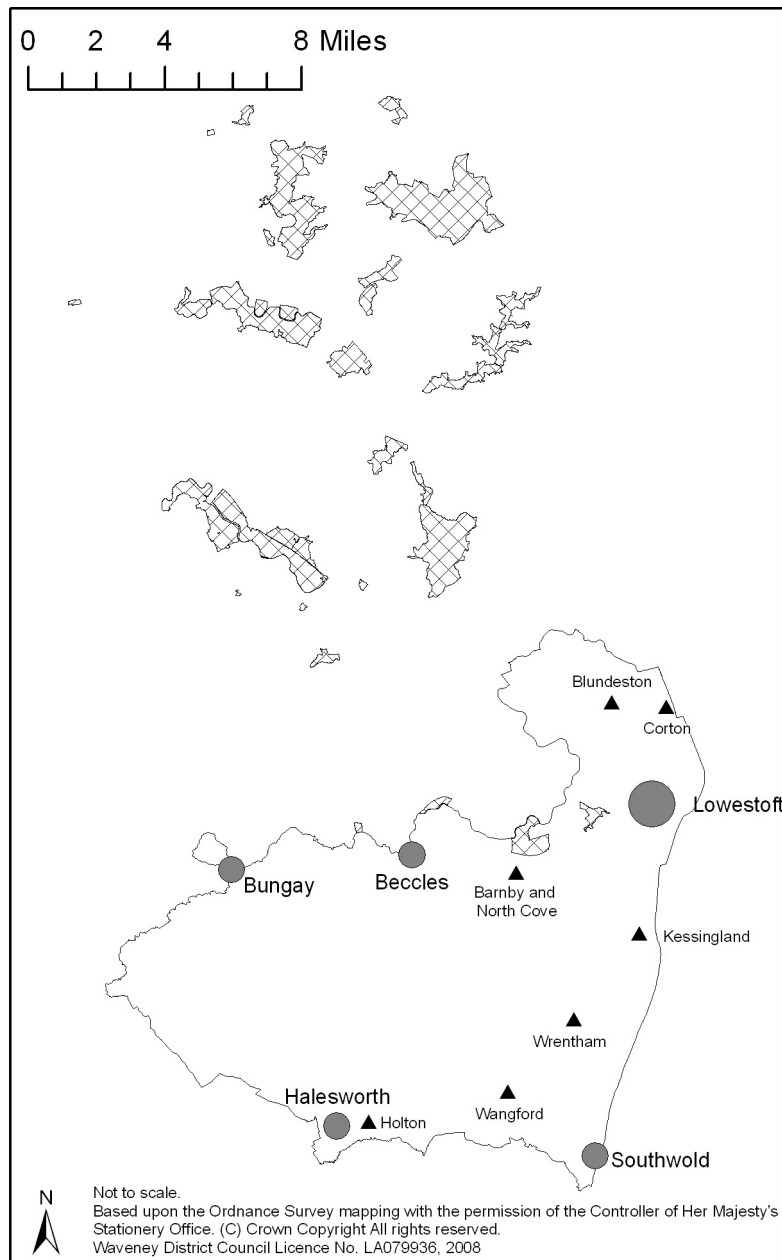 0 2 4 8 Miles
Blundeston
Corton
Lowestoft
Beccles
Bungay
Barnby and
North Cove
Kessingland
Wrentham
Halesworth
Holton
Wangford
Southwold
N
Not to scale.
Based upon the Ordnance Survey mapping with the permission of the Controller of Her Majesty's
Stationery Office. (C) Crown Copyright All rights reserved.
Waveney District Council Licence No. LA079936, 2008